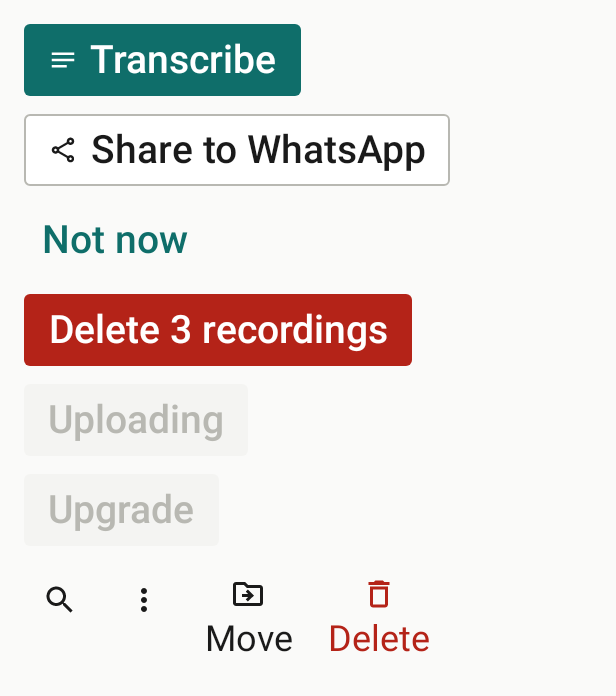 Transcribe
Share to WhatsApp
Not now
Delete 3 recordings
Uploading
Upgrade
Move Delete